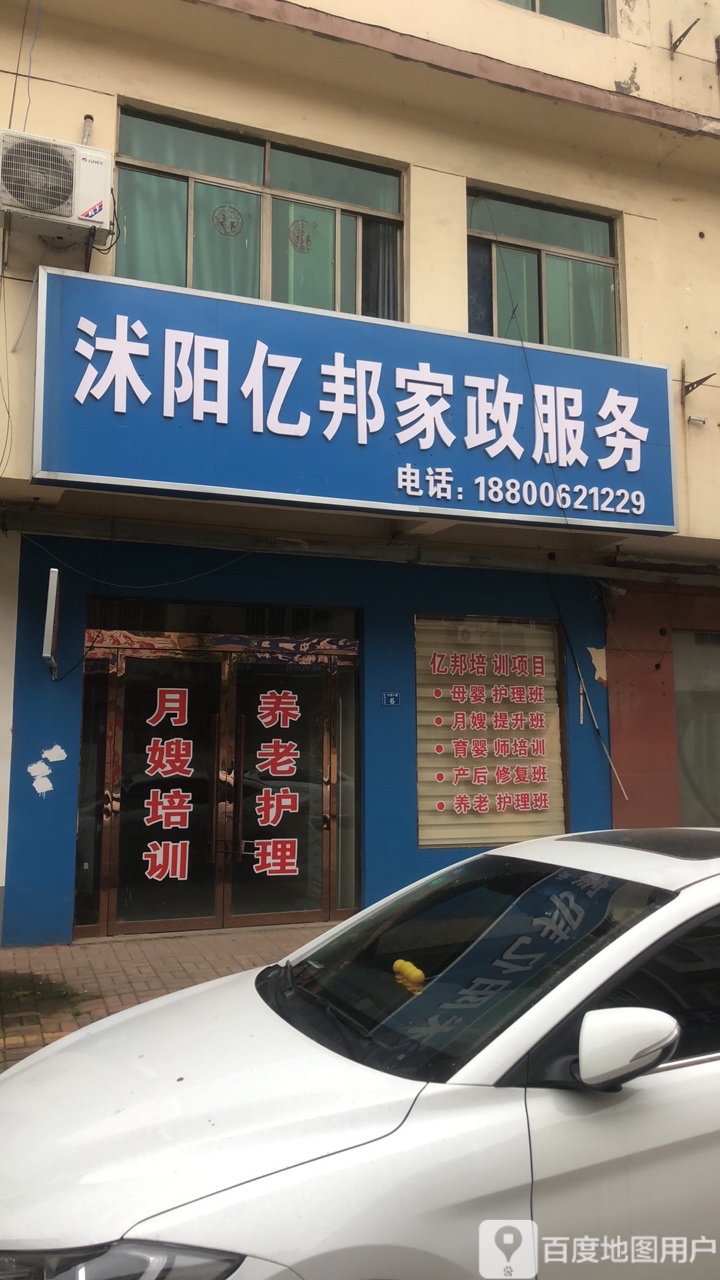 GREE
沭阳亿邦家政服务
电话：18800621229
月嫂培训
养老护理
6
亿邦培训项目
• 母婴 护理班
• 月嫂 提升班
• 育婴 师培训
• 产后 修复班
• 养老 护理班
百度地图用户